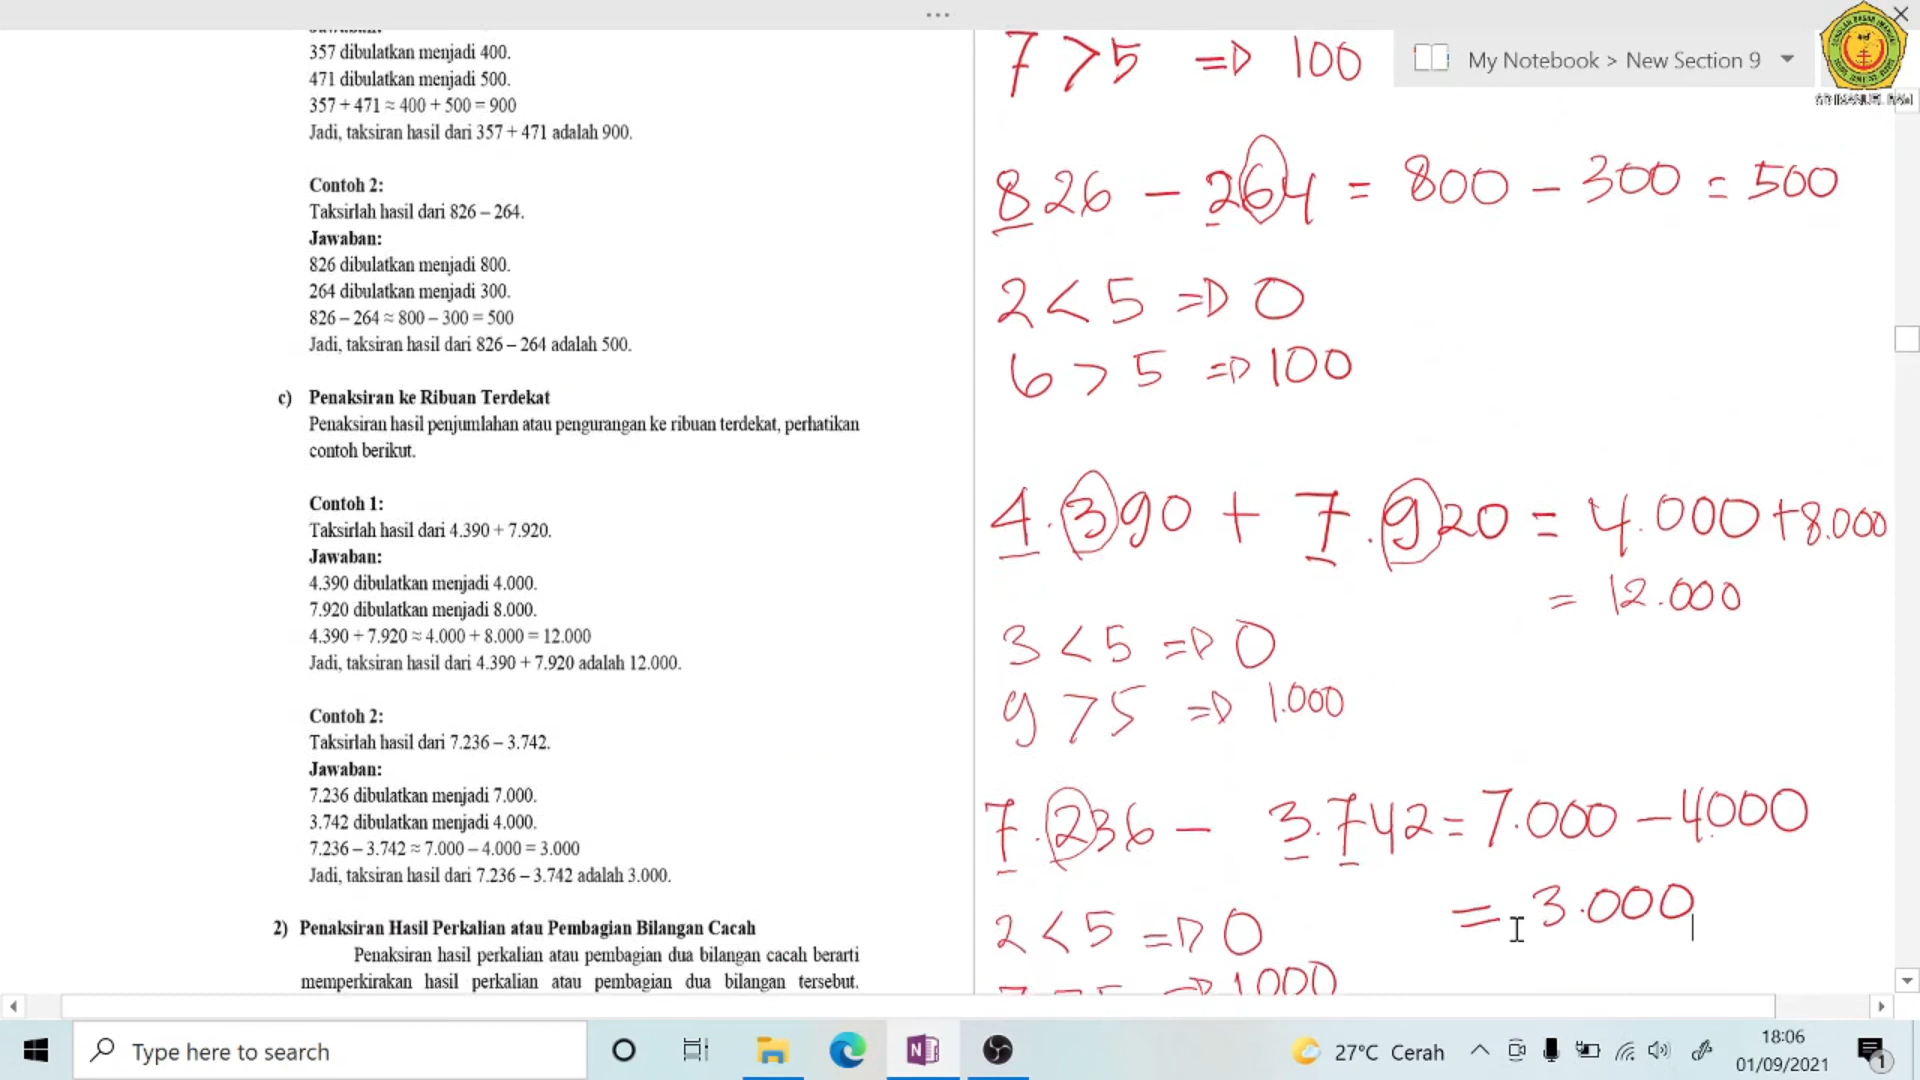 My Notebook > New Section 9
Jawaban:
357 dibulatkan menjadi 400.
471 dibulatkan menjadi 500.
357 + 471 ≈ 400 + 500 = 900
Jadi, taksiran hasil dari 357 + 471 adalah 900.
Contoh 2:
Taksirlah hasil dari 826 – 264.
Jawaban:
826 dibulatkan menjadi 800.
264 dibulatkan menjadi 300.
826 – 264 ≈ 800 – 300 = 500
Jadi, taksiran hasil dari 826 – 264 adalah 500.
c) Penaksiran ke Ribuan Terdekat
Penaksiran hasil penjumlahan atau pengurangan ke ribuan terdekat, perhatikan
contoh berikut.
Contoh 1:
Taksirlah hasil dari 4.390 + 7.920.
Jawaban:
4.390 dibulatkan menjadi 4.000.
7.920 dibulatkan menjadi 8.000.
4.390 + 7.920 ≈ 4.000 + 8.000 = 12.000
Jadi, taksiran hasil dari 4.390 + 7.920 adalah 12.000.
Contoh 2:
Taksirlah hasil dari 7.236 – 3.742.
Jawaban:
7.236 dibulatkan menjadi 7.000.
3.742 dibulatkan menjadi 4.000.
7.236 – 3.742 ≈ 7.000 – 4.000 = 3.000
Jadi, taksiran hasil dari 7.236 – 3.742 adalah 3.000.
2) Penaksiran Hasil Perkalian atau Pembagian Bilangan Cacah
Penaksiran hasil perkalian atau pembagian dua bilangan cacah berarti
memperkirakan hasil perkalian atau pembagian dua bilangan tersebut.
7 > 5 => 100
826 – 264 = 800 – 300 = 500
2 < 5 => 0
6 > 5 => 100
4.390 + 7.920 = 4.000 + 8.000
= 12.000
3 < 5 => 0
9 > 5 => 1.000
7.236 – 3.742 = 7.000 – 4.000
= 3.000
2 < 5 => 0
7 > 5 => 1.000
Type here to search
27°C Cerah
18:06
01/09/2021
1